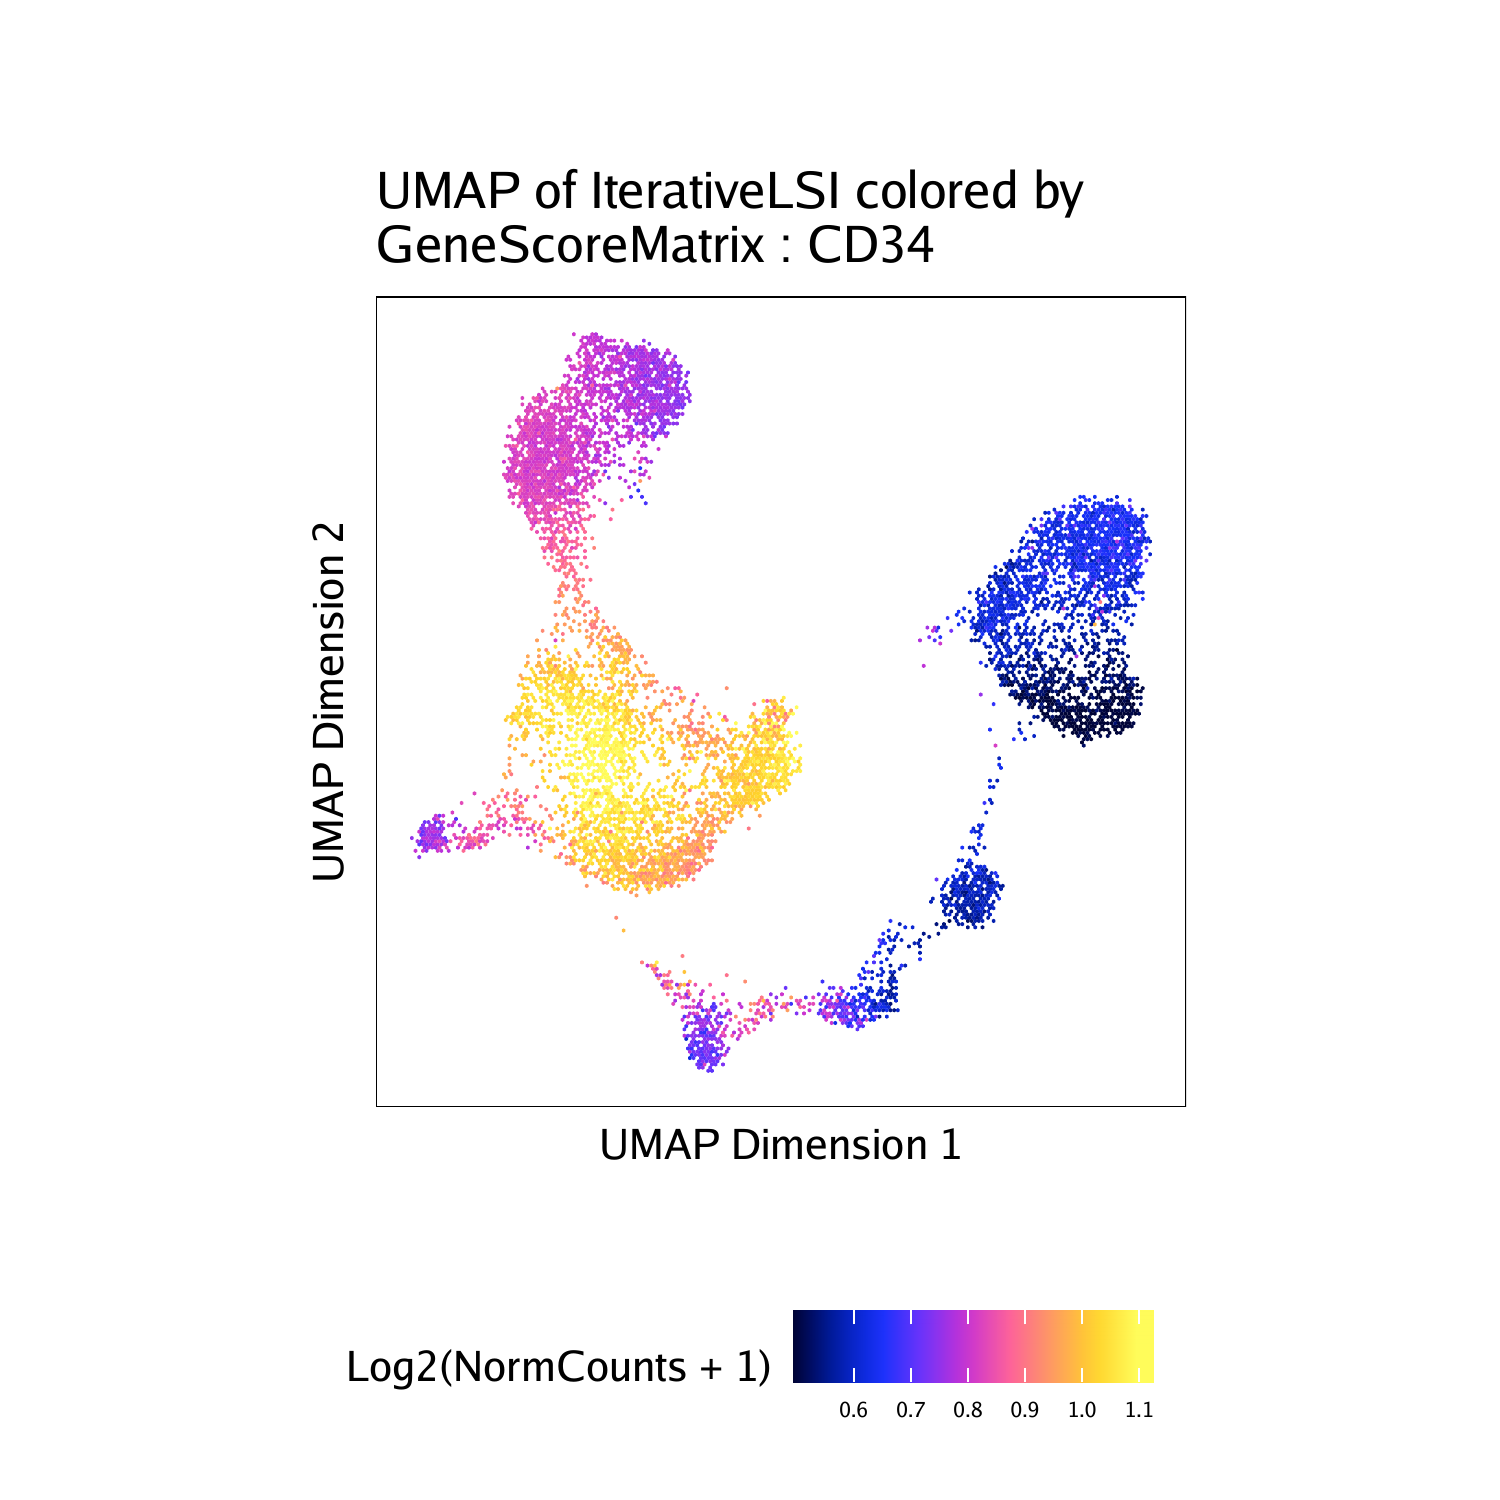 UMAP of IterativeLSI colored by
GeneScoreMatrix : CD34
UMAP Dimension 2
UMAP Dimension 1
Log2(NormCounts + 1)
0.6 0.7 0.8 0.9 1.0 1.1